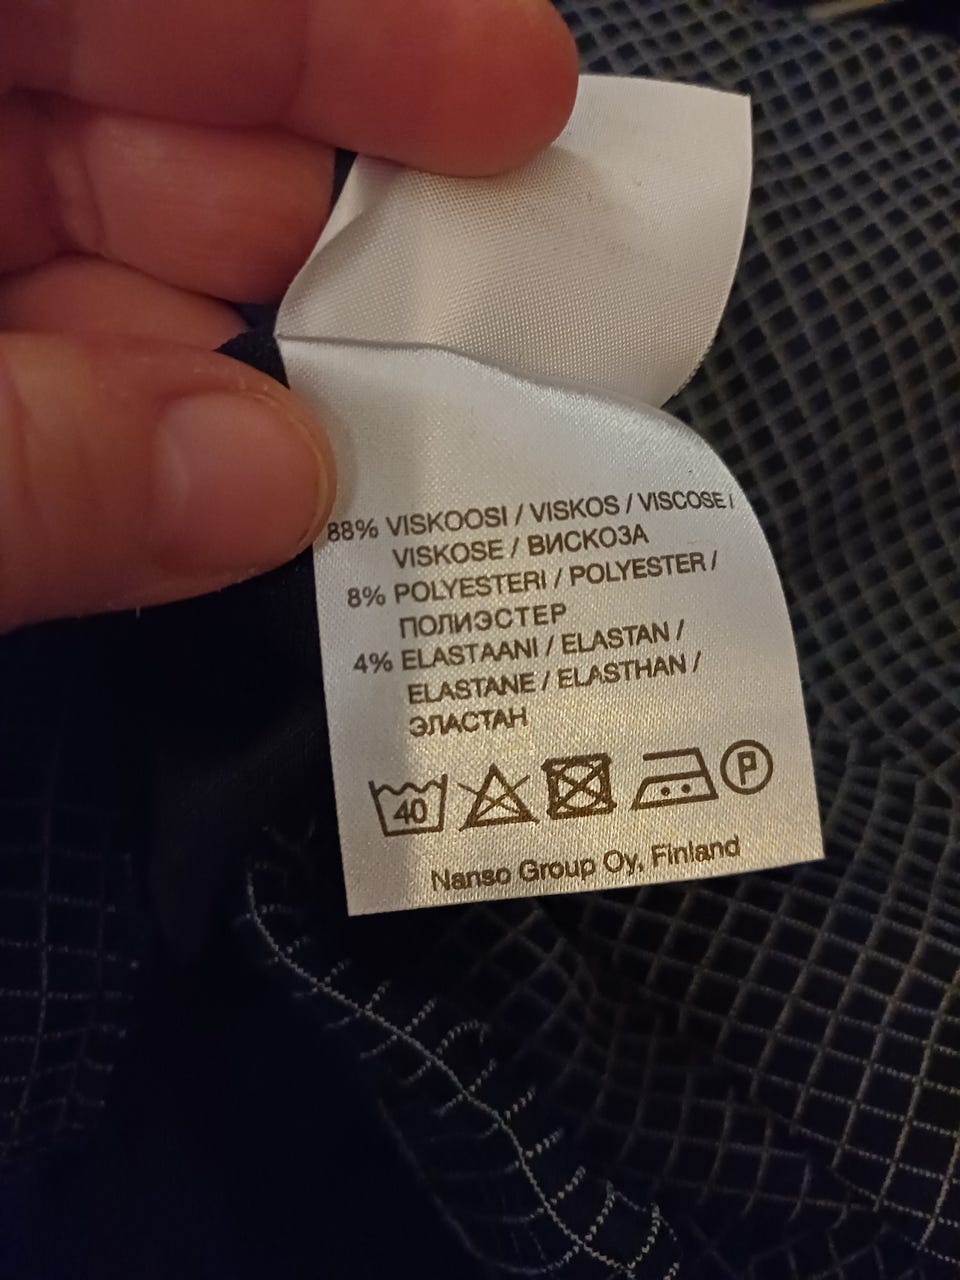 88% VISKOOSI / VISKOS / VISCOSE /
VISKOSE / ВИСКОЗА
8% POLYESTERI / POLYESTER /
ПОЛИЭСТЕР
4% ELASTAANI / ELASTAN /
ELASTANE / ELASTHAN /
ЭЛАСТАН
40 P
Nanso Group Oy, Finland